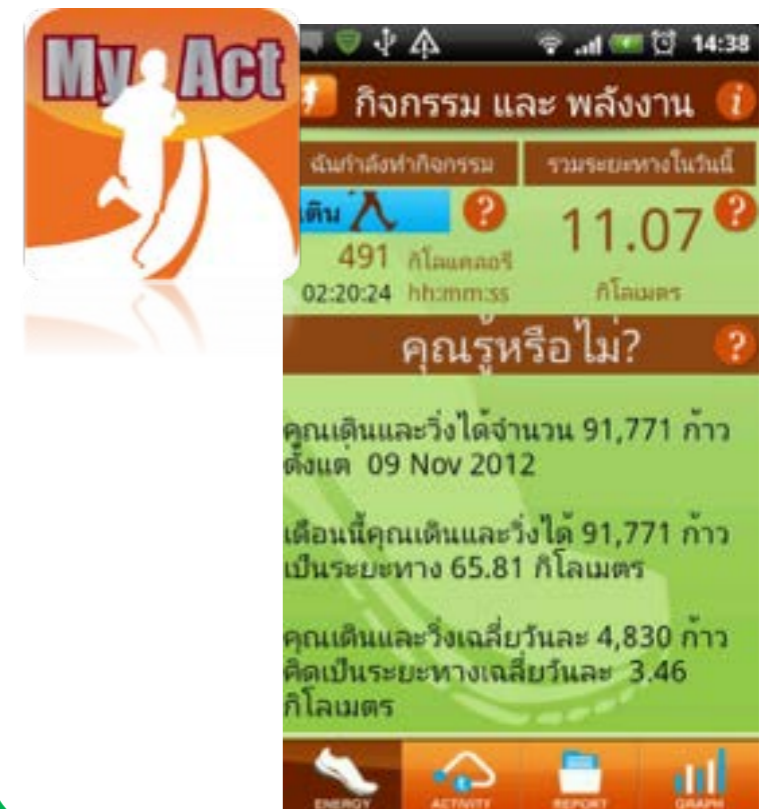 My Act
14:38
กิจกรรม และ พลังงาน i
ฉันกำลังทำกิจกรรม รวมระยะทางในวันนี้
เดิน ? 11.07 ?
491 กิโลแคลอรี
02:20:24 hh:mm:ss กิโลเมตร
คุณรู้หรือไม่? ?
คุณเดินและวิ่งได้จำนวน 91,771 ก้าว
ตั้งแต่ 09 Nov 2012
เดือนนี้คุณเดินและวิ่งได้ 91,771 ก้าว
เป็นระยะทาง 65.81 กิโลเมตร
คุณเดินและวิ่งเฉลี่ยวันละ 4,830 ก้าว
คิดเป็นระยะทางเฉลี่ยวันละ 3.46
กิโลเมตร
ENERGY ACTIVITY REPORT GRAPH